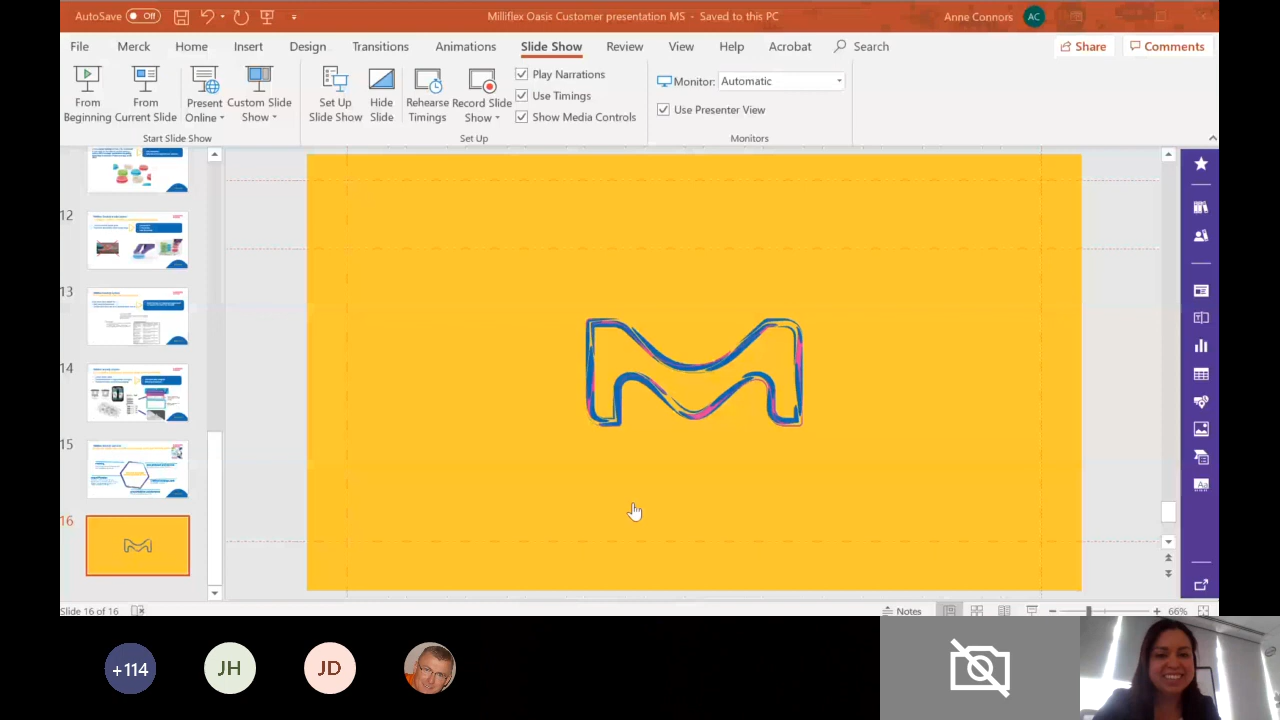 AutoSave Off Milliflex Oasis Customer presentation MS - Saved to this PC Anne Connors AC
File Merck Home Insert Design Transitions Animations Slide Show Review View Help Acrobat Search Share Comments
From Beginning
From Current Slide
Present Online
Custom Slide Show
Start Slide Show
Set Up Slide Show
Hide Slide
Rehearse Timings
Record Slide Show
Play Narrations
Use Timings
Show Media Controls
Set Up
Monitor: Automatic
Use Presenter View
Monitors
12
13
14
15
16
Slide 16 of 16
Notes
66%
+114
JH
JD